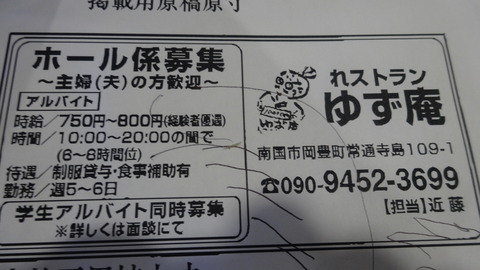 掲載用原稿原寸
ホール係募集
～主婦(夫)の方歓迎～
アルバイト
時給／750円～800円(経験者優遇)
時間／10:00～20:00の間で
(6～6時間位)
待遇／制服貸与・食事補助有
勤務／週5～6日
学生アルバイト同時募集
※詳しくは面談にて
れストラン
ゆず庵
南国市岡豊町常通寺島109-1
☎090-9452-3699
[担当]近藤